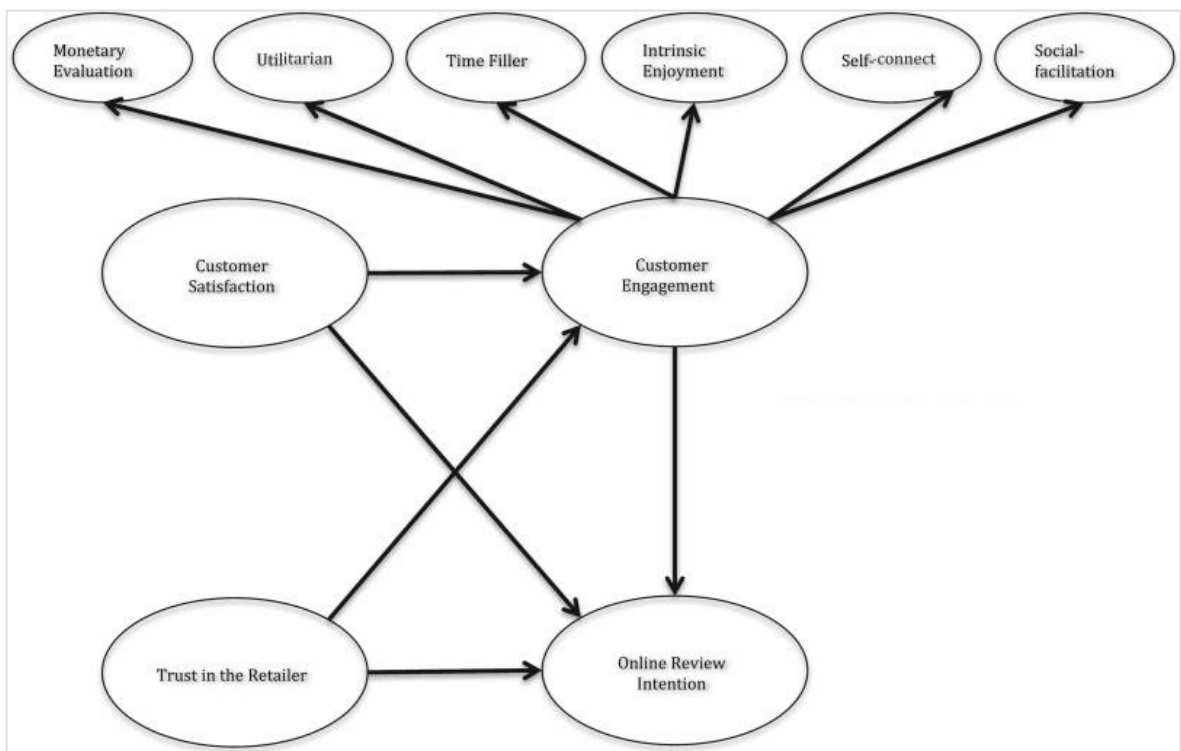 Monetary
Evaluation
Utilitarian
Time Filler
Intrinsic
Enjoyment
Self-connect
Social-
facilitation
Customer
Satisfaction
Customer
Engagement
Trust in the Retailer
Online Review
Intention